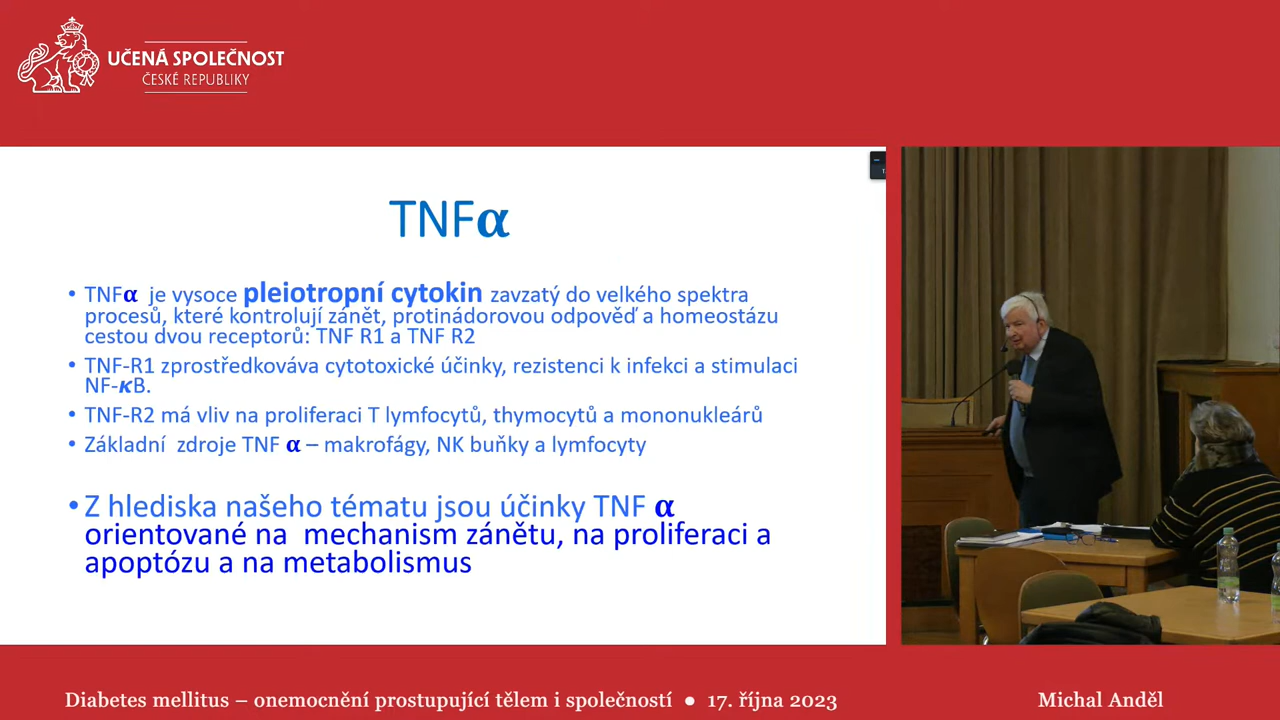 UČENÁ SPOLEČNOST
ČESKÉ REPUBLIKY
TNFα
• TNFα je vysoce pleiotropní cytokin zavzatý do velkého spektra
procesů, které kontrolují zánět, protinádorovou odpověď a homeostázu
cestou dvou receptorů: TNF R1 a TNF R2
• TNF-R1 zprostředkováva cytotoxické účinky, rezistenci k infekci a stimulaci
NF-κB.
• TNF-R2 má vliv na proliferaci T lymfocytů, thymocytů a mononukleárů
• Základní zdroje TNF α – makrofágy, NK buňky a lymfocyty
• Z hlediska našeho tématu jsou účinky TNF α
orientované na mechanism zánětu, na proliferaci a
apoptózu a na metabolismus
Diabetes mellitus – onemocnění prostupující tělem i společností ● 17. října 2023
Michal Anděl